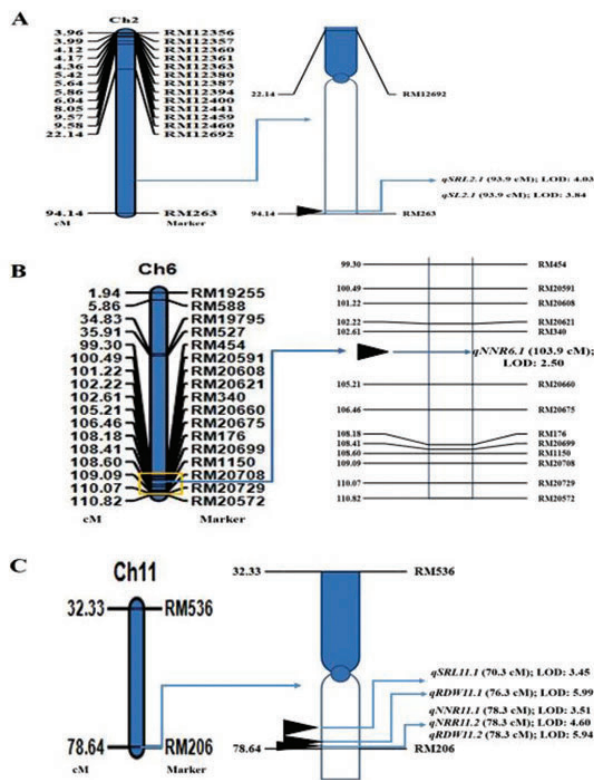 A
Ch2
3.96 RM12356
3.99 RM12357
4.12 RM12360
4.17 RM12361
4.36 RM12363
5.42 RM12380
5.64 RM12387
5.86 RM12394
6.04 RM12400
8.05 RM12441
9.57 RM12459
9.58 RM12460
22.14 RM12692
94.14 RM263
cM Marker
22.14 RM12692
qSRL2.1 (93.9 cM); LOD: 4.03
qSL2.1 (93.9 cM); LOD: 3.84
94.14 RM263
B
Ch6
1.94 RM19255
5.86 RM588
34.83 RM19795
35.91 RM527
99.30 RM454
100.49 RM20591
101.22 RM20608
102.22 RM20621
102.61 RM340
105.21 RM20660
106.46 RM20675
108.18 RM176
108.41 RM20699
108.60 RM1150
109.09 RM20708
110.07 RM20729
110.82 RM20572
cM Marker
99.30 RM454
100.49 RM20591
101.22 RM20608
102.22 RM20621
102.61 RM340
qNNR6.1 (103.9 cM);
LOD: 2.50
105.21 RM20660
106.46 RM20675
108.18 RM176
108.41 RM20699
108.60 RM1150
109.09 RM20708
110.07 RM20729
110.82 RM20572
C
Ch11
32.33 RM536
78.64 RM206
cM Marker
32.33 RM536
qSRL11.1 (70.3 cM); LOD: 3.45
qRDW11.1 (76.3 cM); LOD: 5.99
qNNR11.1 (78.3 cM); LOD: 3.51
qNRR11.2 (78.3 cM); LOD: 4.60
qRDW11.2 (78.3 cM); LOD: 5.94
78.64 RM206